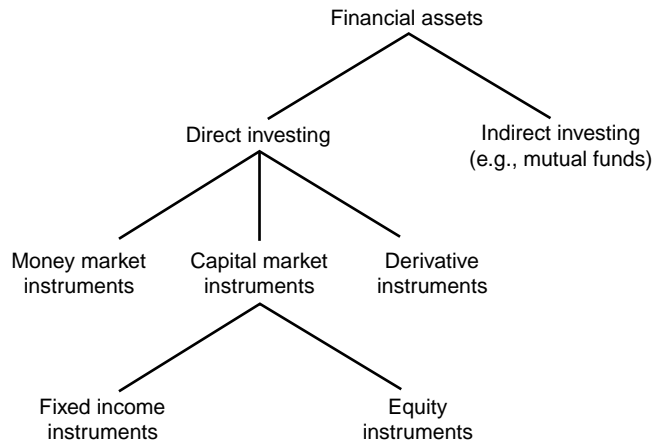 Financial assets
Direct investing
Indirect investing
(e.g., mutual funds)
Money market
instruments
Capital market
instruments
Derivative
instruments
Fixed income
instruments
Equity
instruments